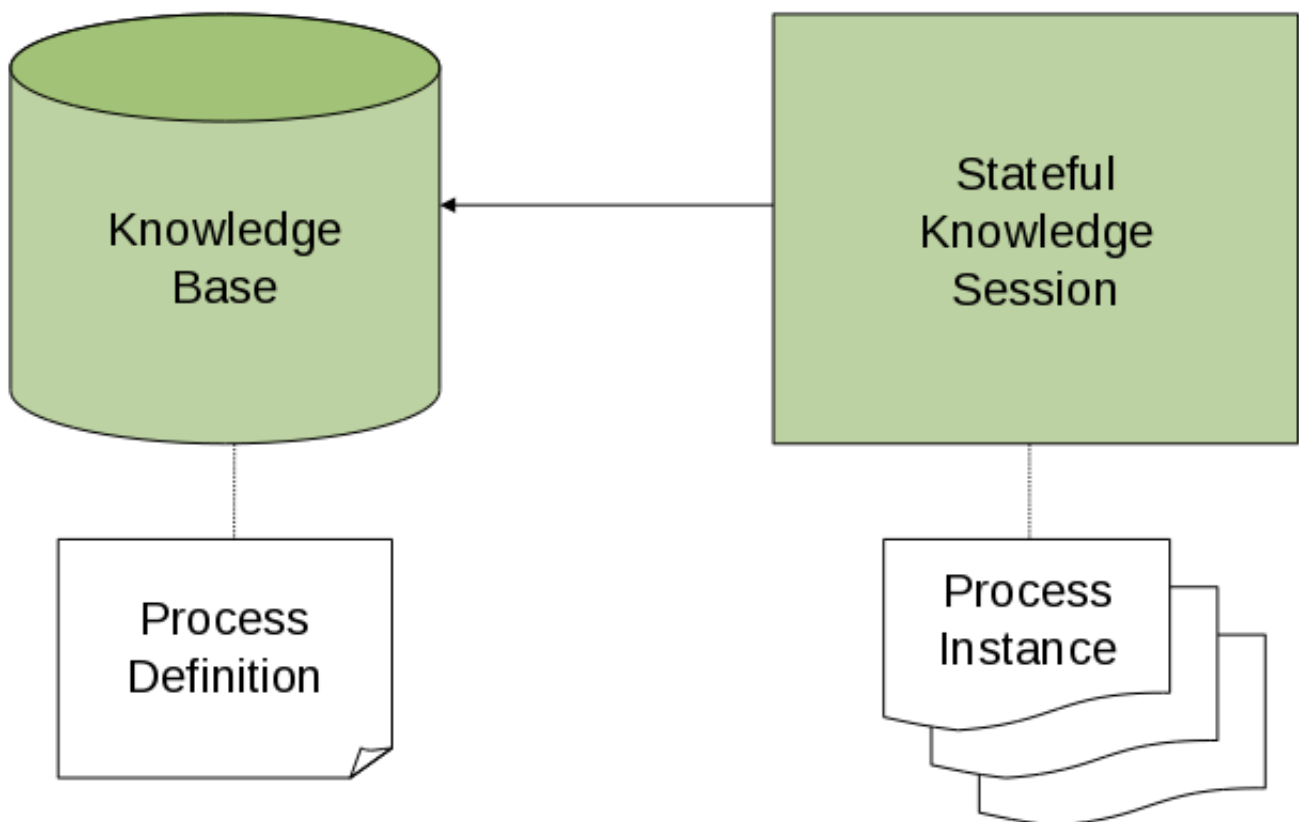 Knowledge
Base
Stateful
Knowledge
Session
Process
Definition
Process
Instance